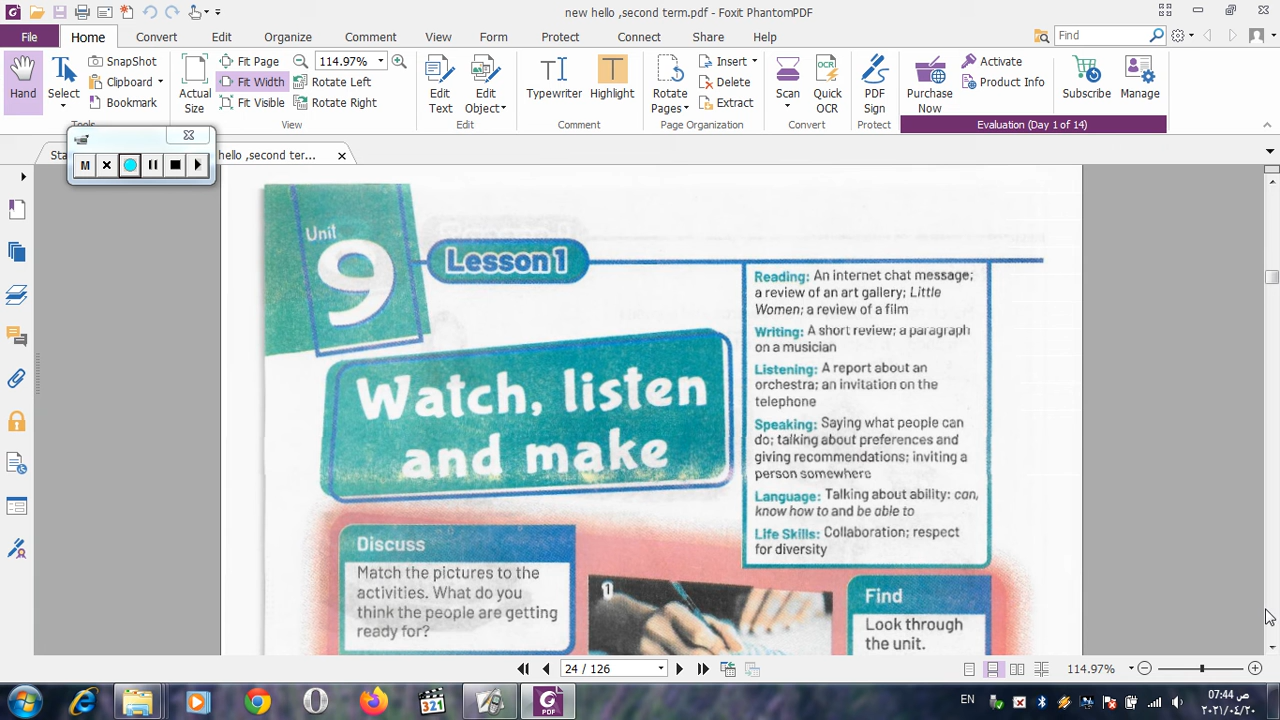 new hello ,second term.pdf - Foxit PhantomPDF
File Home Convert Edit Organize Comment View Form Protect Connect Share Help Find
Hand
Select
SnapShot
Clipboard
Bookmark
Tools
Actual Size
Fit Page
Fit Width
Fit Visible
114.97%
Rotate Left
Rotate Right
View
Edit Text
Edit Object
Edit
Typewriter
Highlight
Comment
Rotate Pages
Insert
Delete
Extract
Page Organization
Scan
Quick OCR
Convert
PDF Sign
Protect
Purchase Now
Activate
Product Info
Subscribe
Manage
Evaluation (Day 1 of 14)
M
Sta
hello ,second ter...
Unit
9
Lesson 1
Watch, listen
and make
Reading: An internet chat message;
a review of an art gallery; Little
Women; a review of a film
Writing: A short review; a paragraph
on a musician
Listening: A report about an
orchestra; an invitation on the
telephone
Speaking: Saying what people can
do; talking about preferences and
giving recommendations; inviting a
person somewhere
Language: Talking about ability: can,
know how to and be able to
Life Skills: Collaboration; respect
for diversity
Discuss
Match the pictures to the
activities. What do you
think the people are getting
ready for?
1
Find
Look through
the unit.
24 / 126
114.97%
321
PDF
EN
07:44 ص
٢٠٢١/٠٤/٢٠